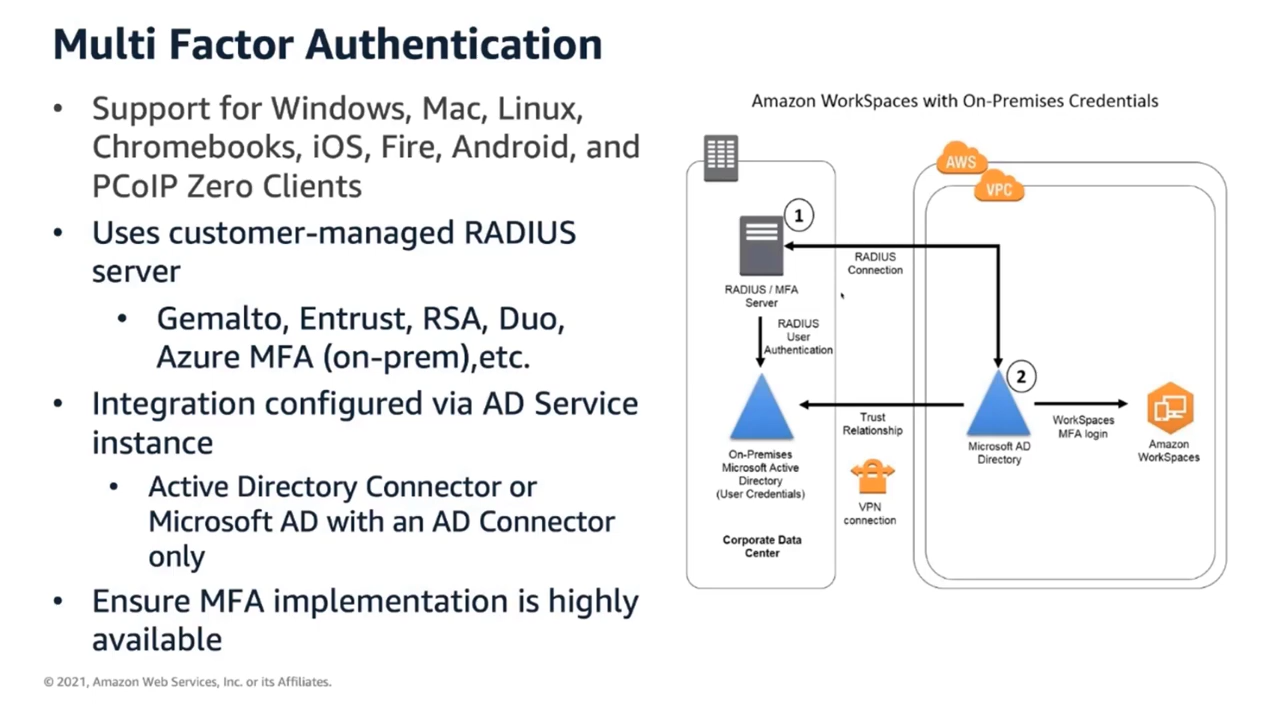 Multi Factor Authentication
• Support for Windows, Mac, Linux,
Chromebooks, iOS, Fire, Android, and
PCoIP Zero Clients
• Uses customer-managed RADIUS
server
• Gemalto, Entrust, RSA, Duo,
Azure MFA (on-prem),etc.
• Integration configured via AD Service
instance
• Active Directory Connector or
Microsoft AD with an AD Connector
only
• Ensure MFA implementation is highly
available
Amazon WorkSpaces with On-Premises Credentials
AWS
VPC
1
RADIUS
Connection
RADIUS / MFA
Server
RADIUS
User
Authentication
2
Trust
Relationship
WorkSpaces
MFA login
Microsoft AD
Directory
Amazon
WorkSpaces
On-Premises
Microsoft Active
Directory
(User Credentials)
VPN
connection
Corporate Data
Center
© 2021, Amazon Web Services, Inc. or its Affiliates.